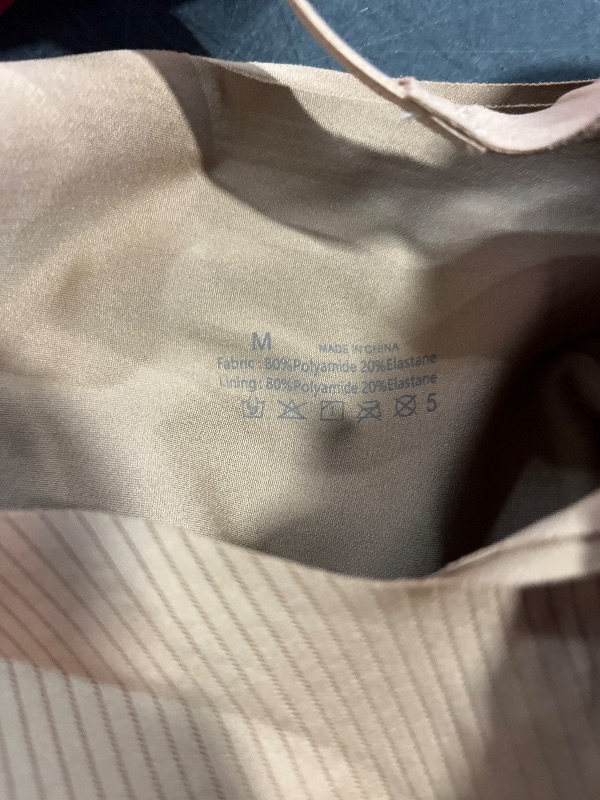 M MADE IN CHINA
Fabric : 80%Polyamide 20%Elastane
Lining : 80%Polyamide 20%Elastane
5